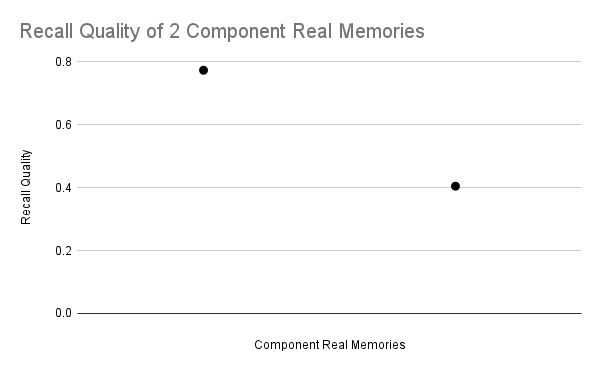 Recall Quality of 2 Component Real Memories
0.8
0.6
0.4
0.2
0.0
Recall Quality
Component Real Memories